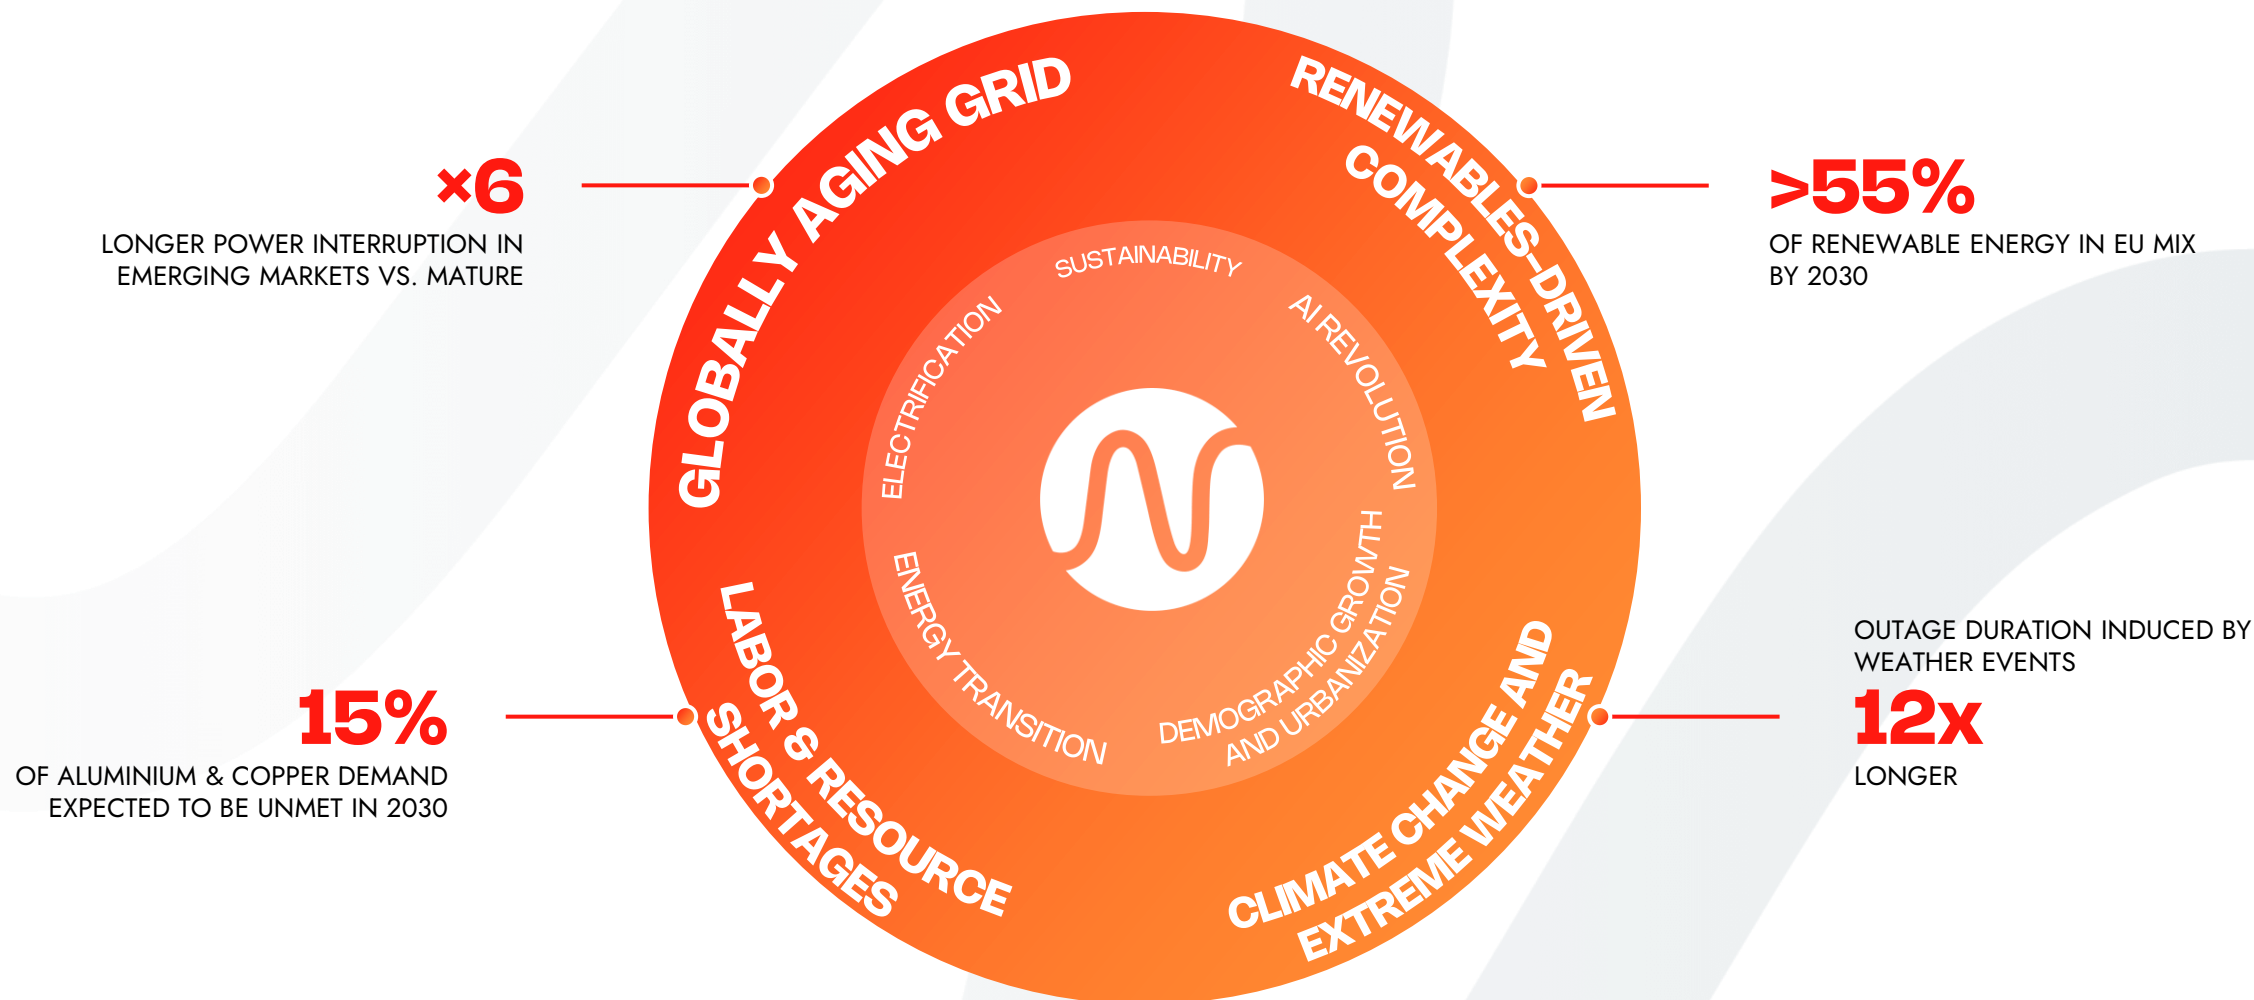 GLOBALLY AGING GRID
×6
LONGER POWER INTERRUPTION IN
EMERGING MARKETS VS. MATURE
RENEWABLES-DRIVEN
COMPLEXITY
>55%
OF RENEWABLE ENERGY IN EU MIX
BY 2030
SUSTAINABILITY
ELECTRIFICATION
AI REVOLUTION
ENERGY TRANSITION
DEMOGRAPHIC GROWTH
AND URBANIZATION
LABOR & RESOURCE
SHORTAGES
15%
OF ALUMINIUM & COPPER DEMAND
EXPECTED TO BE UNMET IN 2030
CLIMATE CHANGE AND
EXTREME WEATHER
OUTAGE DURATION INDUCED BY
WEATHER EVENTS
12x
LONGER